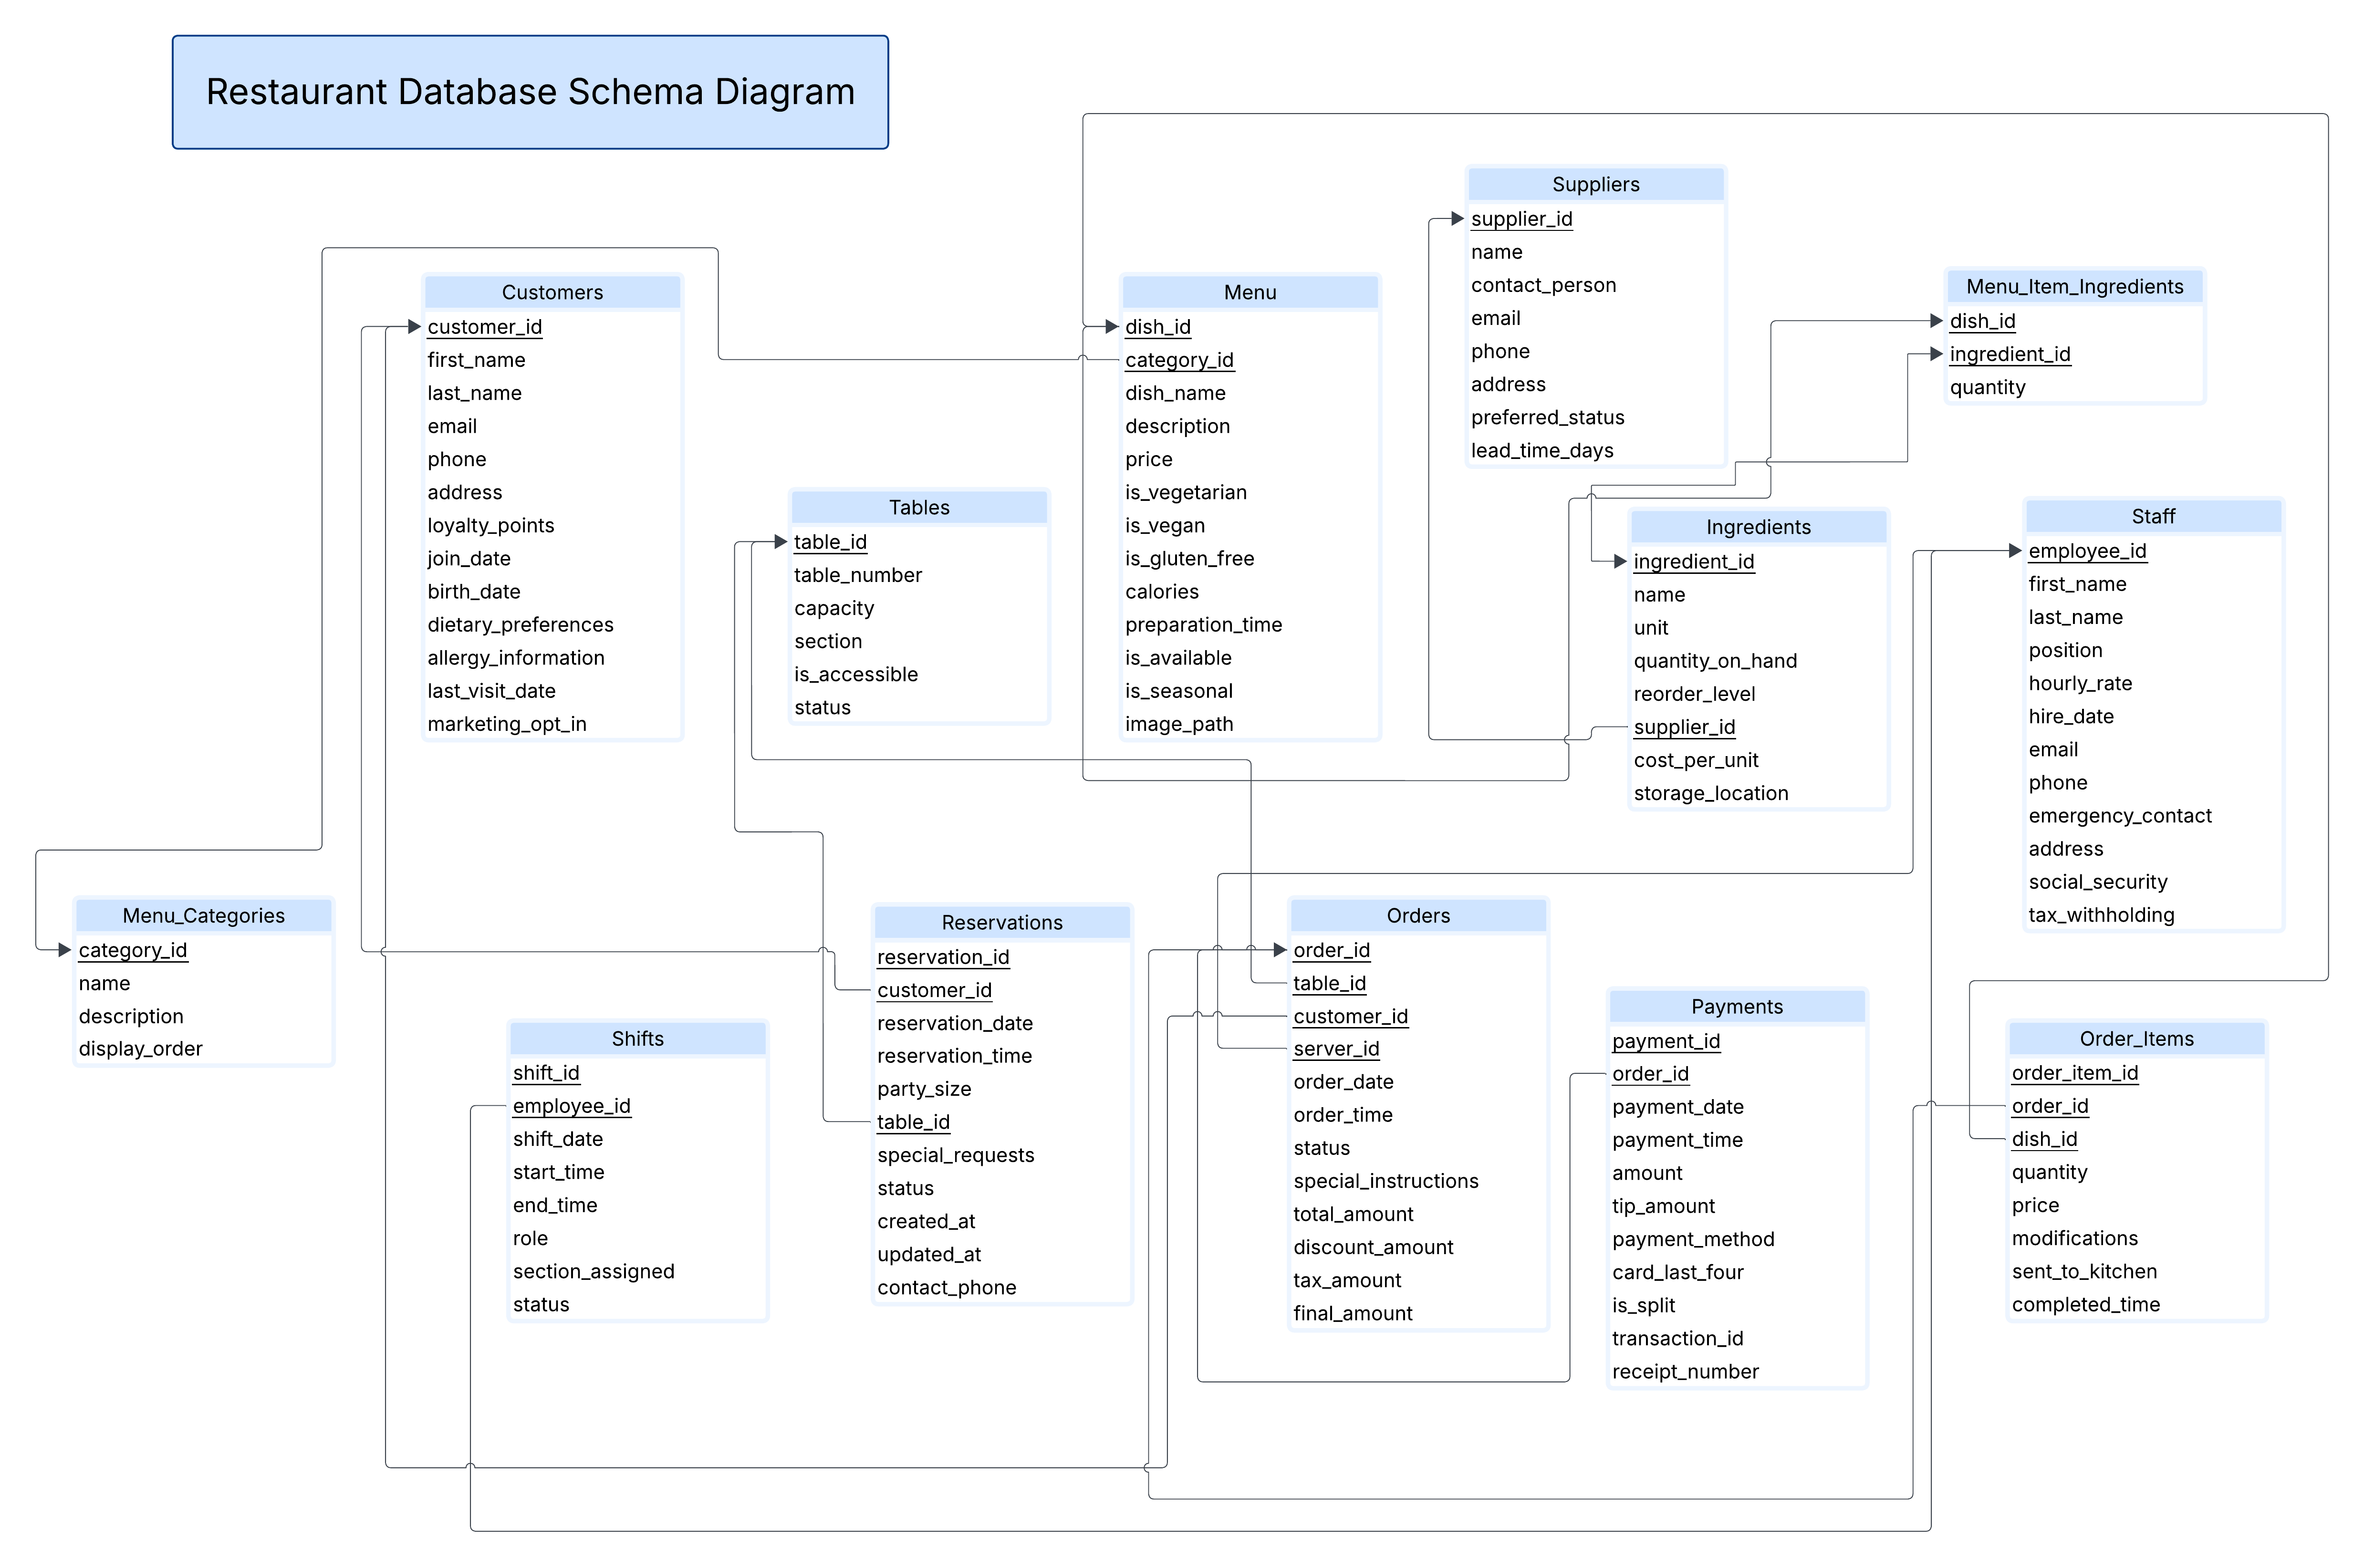 Restaurant Database Schema Diagram
Suppliers
supplier_id
name
contact_person
email
phone
address
preferred_status
lead_time_days
Menu_Item_Ingredients
dish_id
ingredient_id
quantity
Customers
customer_id
first_name
last_name
email
phone
address
loyalty_points
join_date
birth_date
dietary_preferences
allergy_information
last_visit_date
marketing_opt_in
Menu
dish_id
category_id
dish_name
description
price
is_vegetarian
is_vegan
is_gluten_free
calories
preparation_time
is_available
is_seasonal
image_path
Tables
table_id
table_number
capacity
section
is_accessible
status
Ingredients
ingredient_id
name
unit
quantity_on_hand
reorder_level
supplier_id
cost_per_unit
storage_location
Staff
employee_id
first_name
last_name
position
hourly_rate
hire_date
email
phone
emergency_contact
address
social_security
tax_withholding
Menu_Categories
category_id
name
description
display_order
Shifts
shift_id
employee_id
shift_date
start_time
end_time
role
section_assigned
status
Reservations
reservation_id
customer_id
reservation_date
reservation_time
party_size
table_id
special_requests
status
created_at
updated_at
contact_phone
Orders
order_id
table_id
customer_id
server_id
order_date
order_time
status
special_instructions
total_amount
discount_amount
tax_amount
final_amount
Payments
payment_id
order_id
payment_date
payment_time
amount
tip_amount
payment_method
card_last_four
is_split
transaction_id
receipt_number
Order_Items
order_item_id
order_id
dish_id
quantity
price
modifications
sent_to_kitchen
completed_time